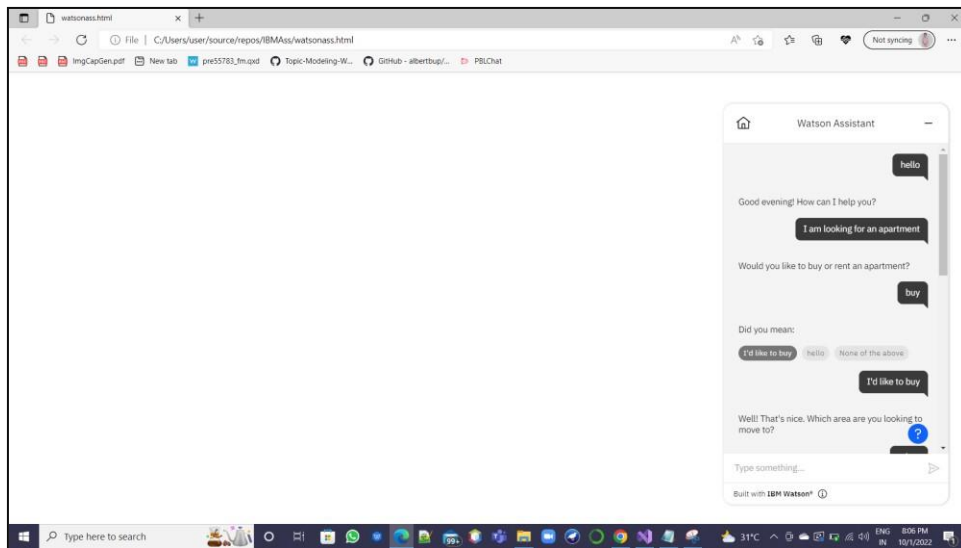 watsonass.html
File | C:/Users/user/source/repos/IBMAss/watsonass.html
Not syncing
ImgCapGen.pdf New tab pre55783_fm.qxd Topic-Modeling-W... GitHub - albertbup/... PBLChat
Watson Assistant
hello
Good evening! How can I help you?
I am looking for an apartment
Would you like to buy or rent an apartment?
buy
Did you mean:
I'd like to buy hello None of the above
I'd like to buy
Well! That's nice. Which area are you looking to
move to?
?
Type something...
Built with IBM Watson®
Type here to search
99+
31°C
ENG 8:06 PM
IN 10/1/2022